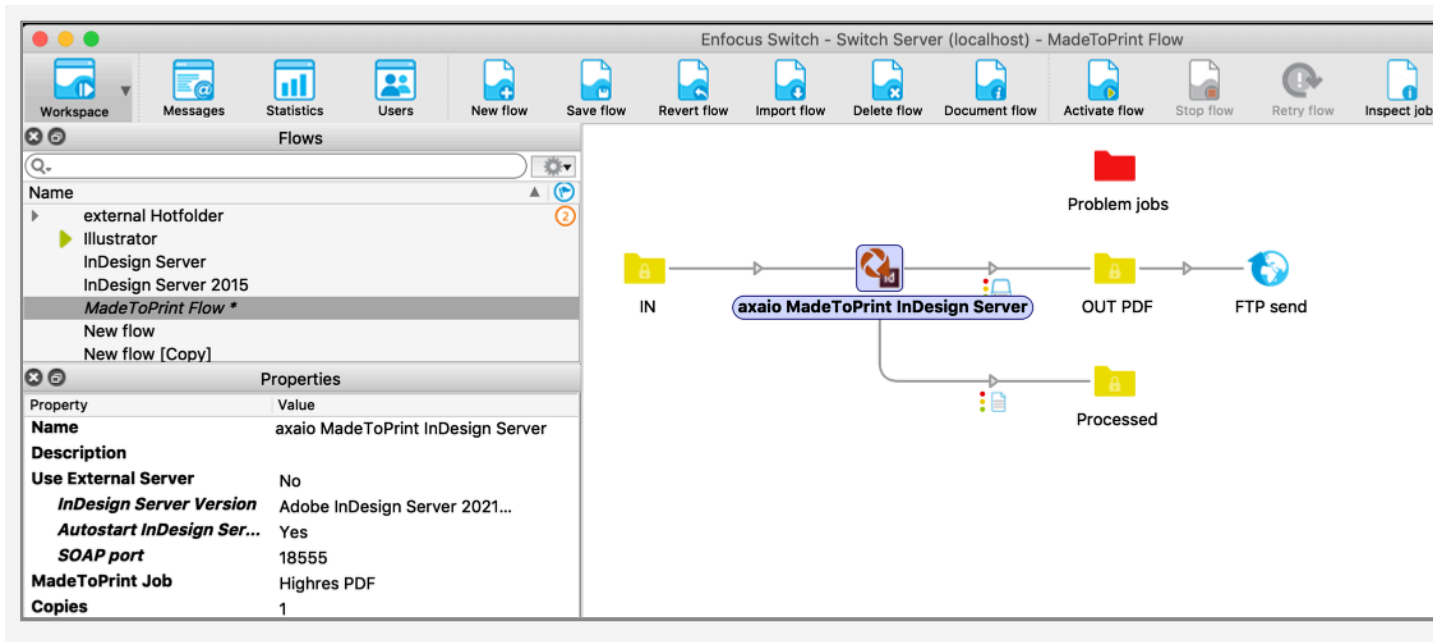 Enfocus Switch - Switch Server (localhost) - MadeToPrint Flow
Workspace Messages Statistics Users New flow Save flow Revert flow Import flow Delete flow Document flow Activate flow Stop flow Retry flow Inspect job
Flows
Name
external Hotfolder 2
Illustrator
InDesign Server
InDesign Server 2015
MadeToPrint Flow *
New flow
New flow [Copy]
Properties
Property Value
Name axaio MadeToPrint InDesign Server
Description
Use External Server No
InDesign Server Version Adobe InDesign Server 2021...
Autostart InDesign Ser... Yes
SOAP port 18555
MadeToPrint Job Highres PDF
Copies 1
Problem jobs
Id
IN axaio MadeToPrint InDesign Server OUT PDF FTP send
Processed